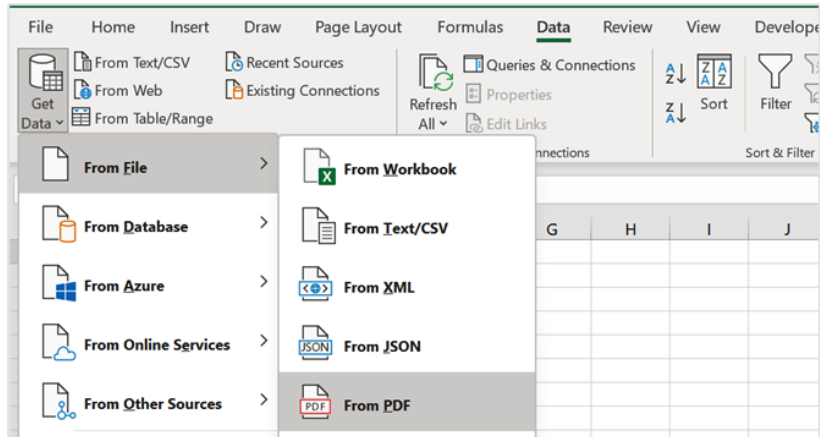 File Home Insert Draw Page Layout Formulas Data Review View Develope
From Text/CSV Recent Sources Queries & Connections
From Web Existing Connections Properties
Get Data From Table/Range Refresh All Edit Links Sort Filter
nnections Sort & Filter
From File From Workbook
From Database From Text/CSV G H I J
From Azure From XML
From Online Services JSON From JSON
From Other Sources PDF From PDF